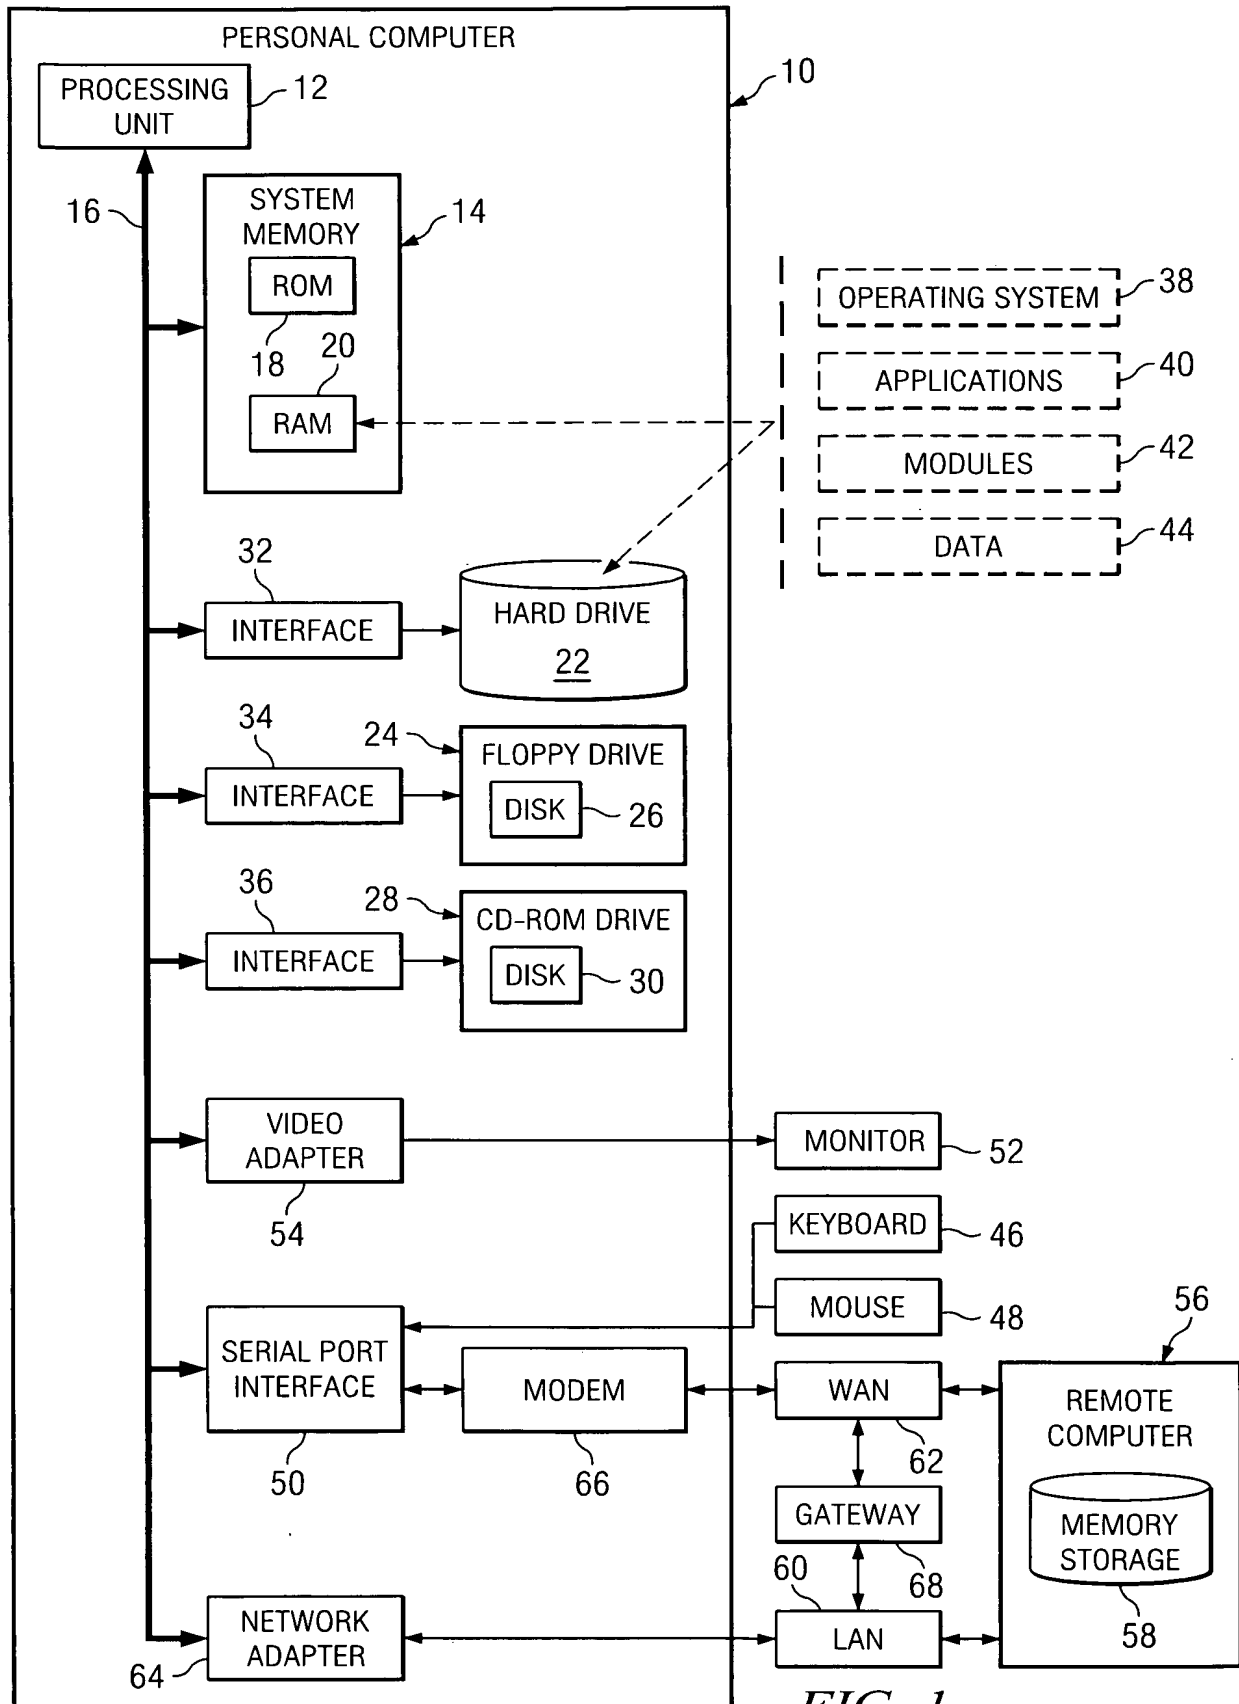 PERSONAL COMPUTER
PROCESSING
UNIT
12
10
16
SYSTEM
MEMORY
14
ROM
18
20
RAM
OPERATING SYSTEM
38
APPLICATIONS
40
MODULES
42
DATA
44
32
INTERFACE
HARD DRIVE
22
34
INTERFACE
24
FLOPPY DRIVE
DISK
26
36
INTERFACE
28
CD-ROM DRIVE
DISK
30
VIDEO
ADAPTER
54
MONITOR
52
KEYBOARD
46
MOUSE
48
SERIAL PORT
INTERFACE
50
MODEM
66
WAN
62
56
REMOTE
COMPUTER
MEMORY
STORAGE
58
GATEWAY
68
60
LAN
NETWORK
ADAPTER
64
FIG. 1